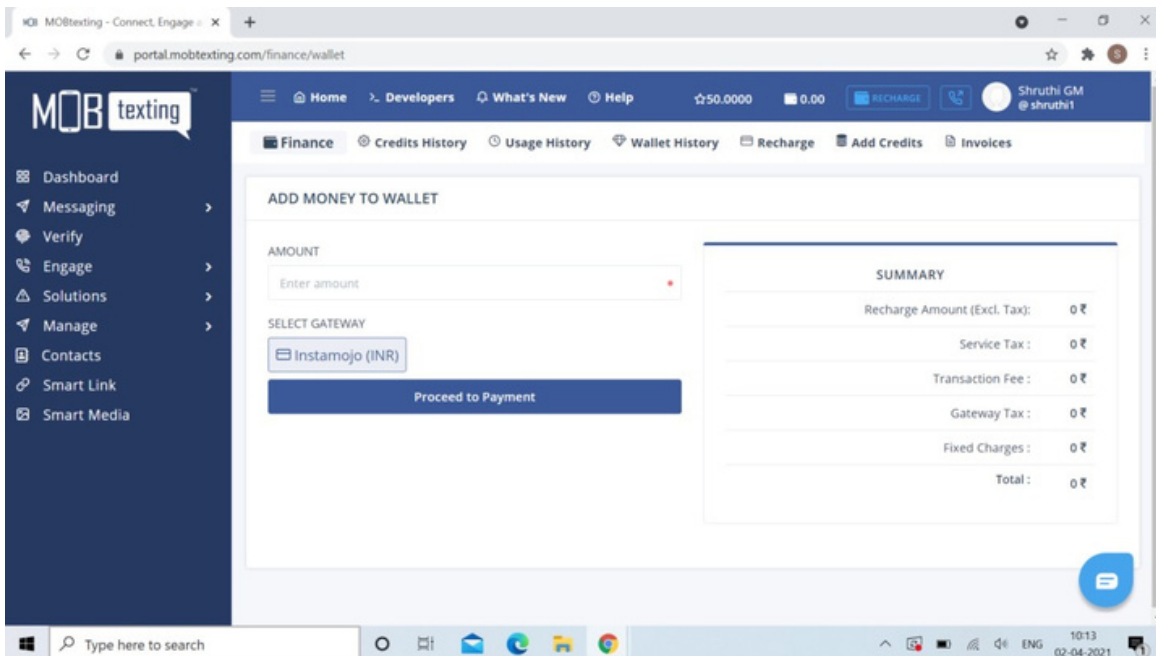 MOBtexting - Connect, Engage a
portal.mobtexting.com/finance/wallet
S
MOB texting
Home
Developers
What's New
Help
50.0000
0.00
RECHARGE
Shruthi GM
@ shruthi1
Finance
Credits History
Usage History
Wallet History
Recharge
Add Credits
Invoices
Dashboard
Messaging
Verify
Engage
Solutions
Manage
Contacts
Smart Link
Smart Media
ADD MONEY TO WALLET
AMOUNT
Enter amount
*
SELECT GATEWAY
Instamojo (INR)
Proceed to Payment
SUMMARY
Recharge Amount (Excl. Tax): 0 ₹
Service Tax : 0 ₹
Transaction Fee : 0 ₹
Gateway Tax : 0 ₹
Fixed Charges : 0 ₹
Total : 0 ₹
Type here to search
ENG
10:13
02-04-2021
1